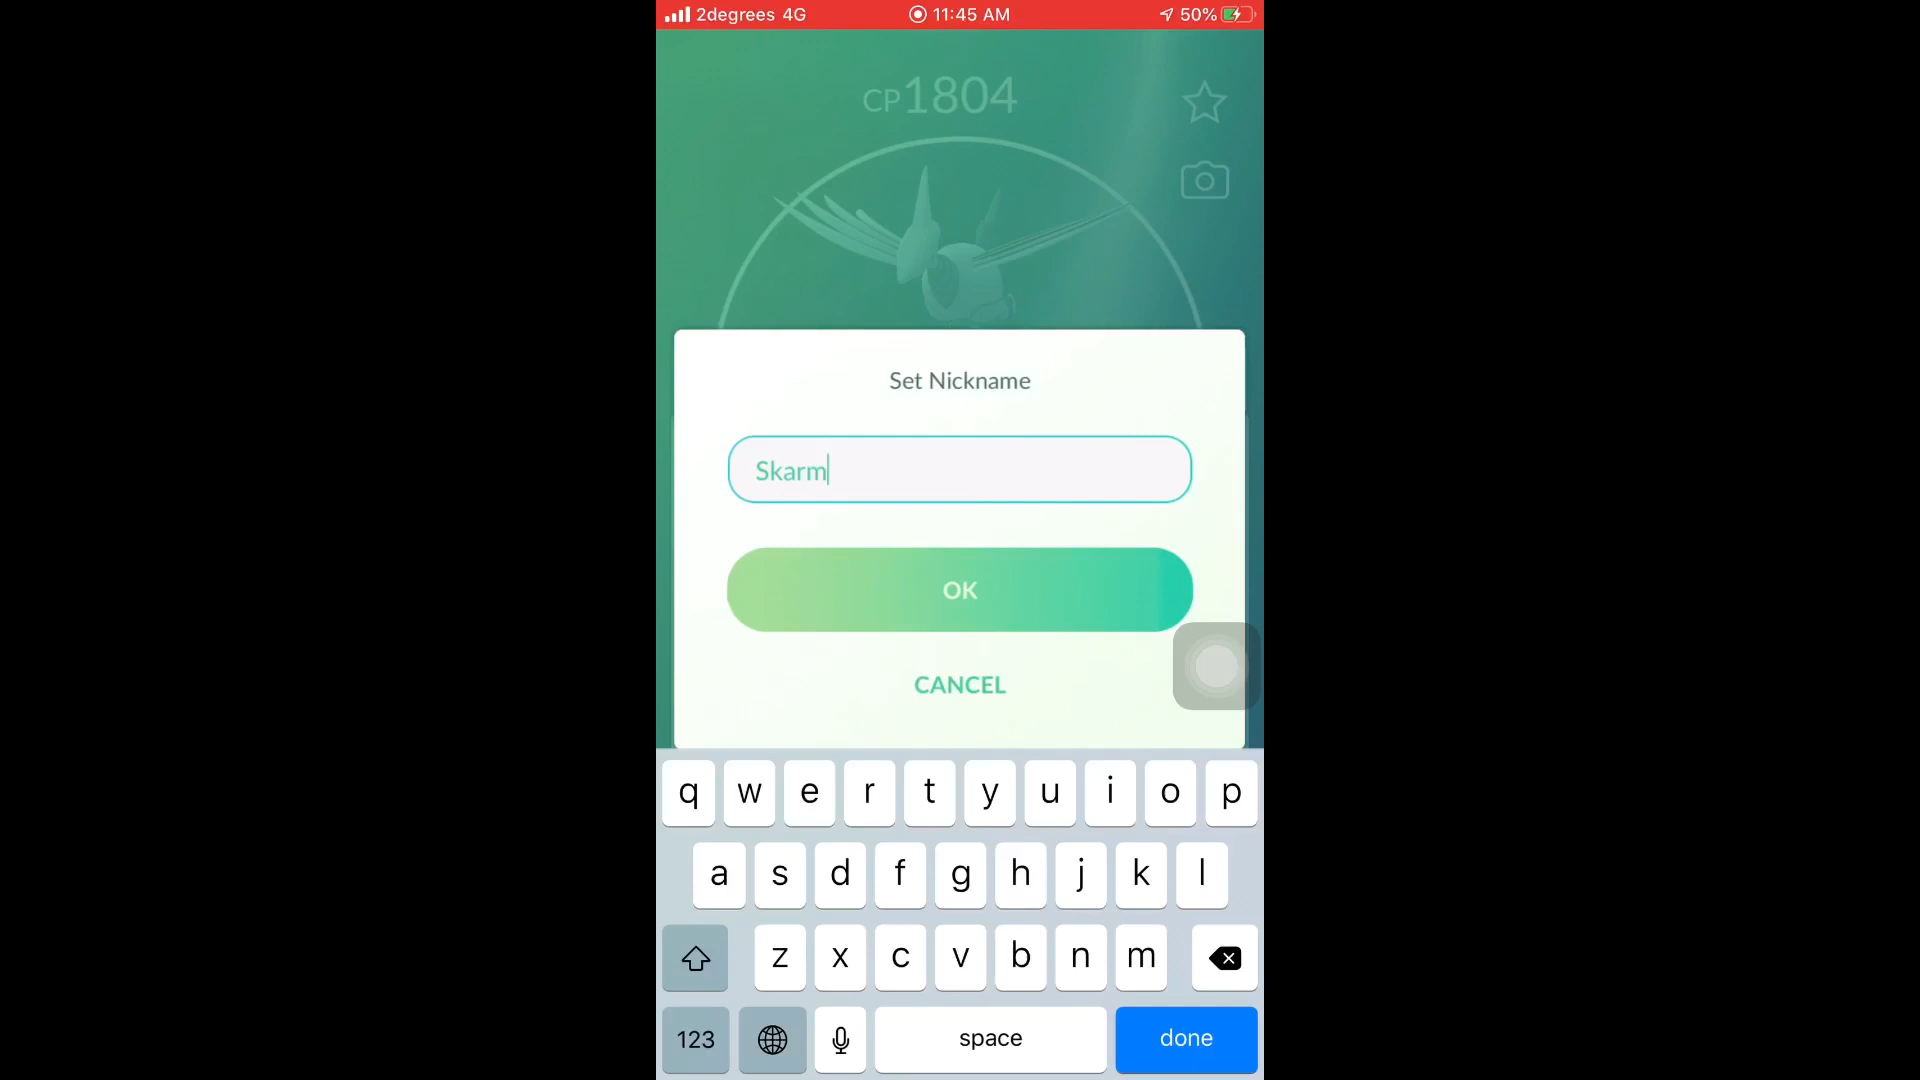 2degrees 4G 11:45 AM 50%
CP1804
Set Nickname
Skarm
OK
CANCEL
q w e r t y u i o p
a s d f g h j k l
z x c v b n m
123 space done